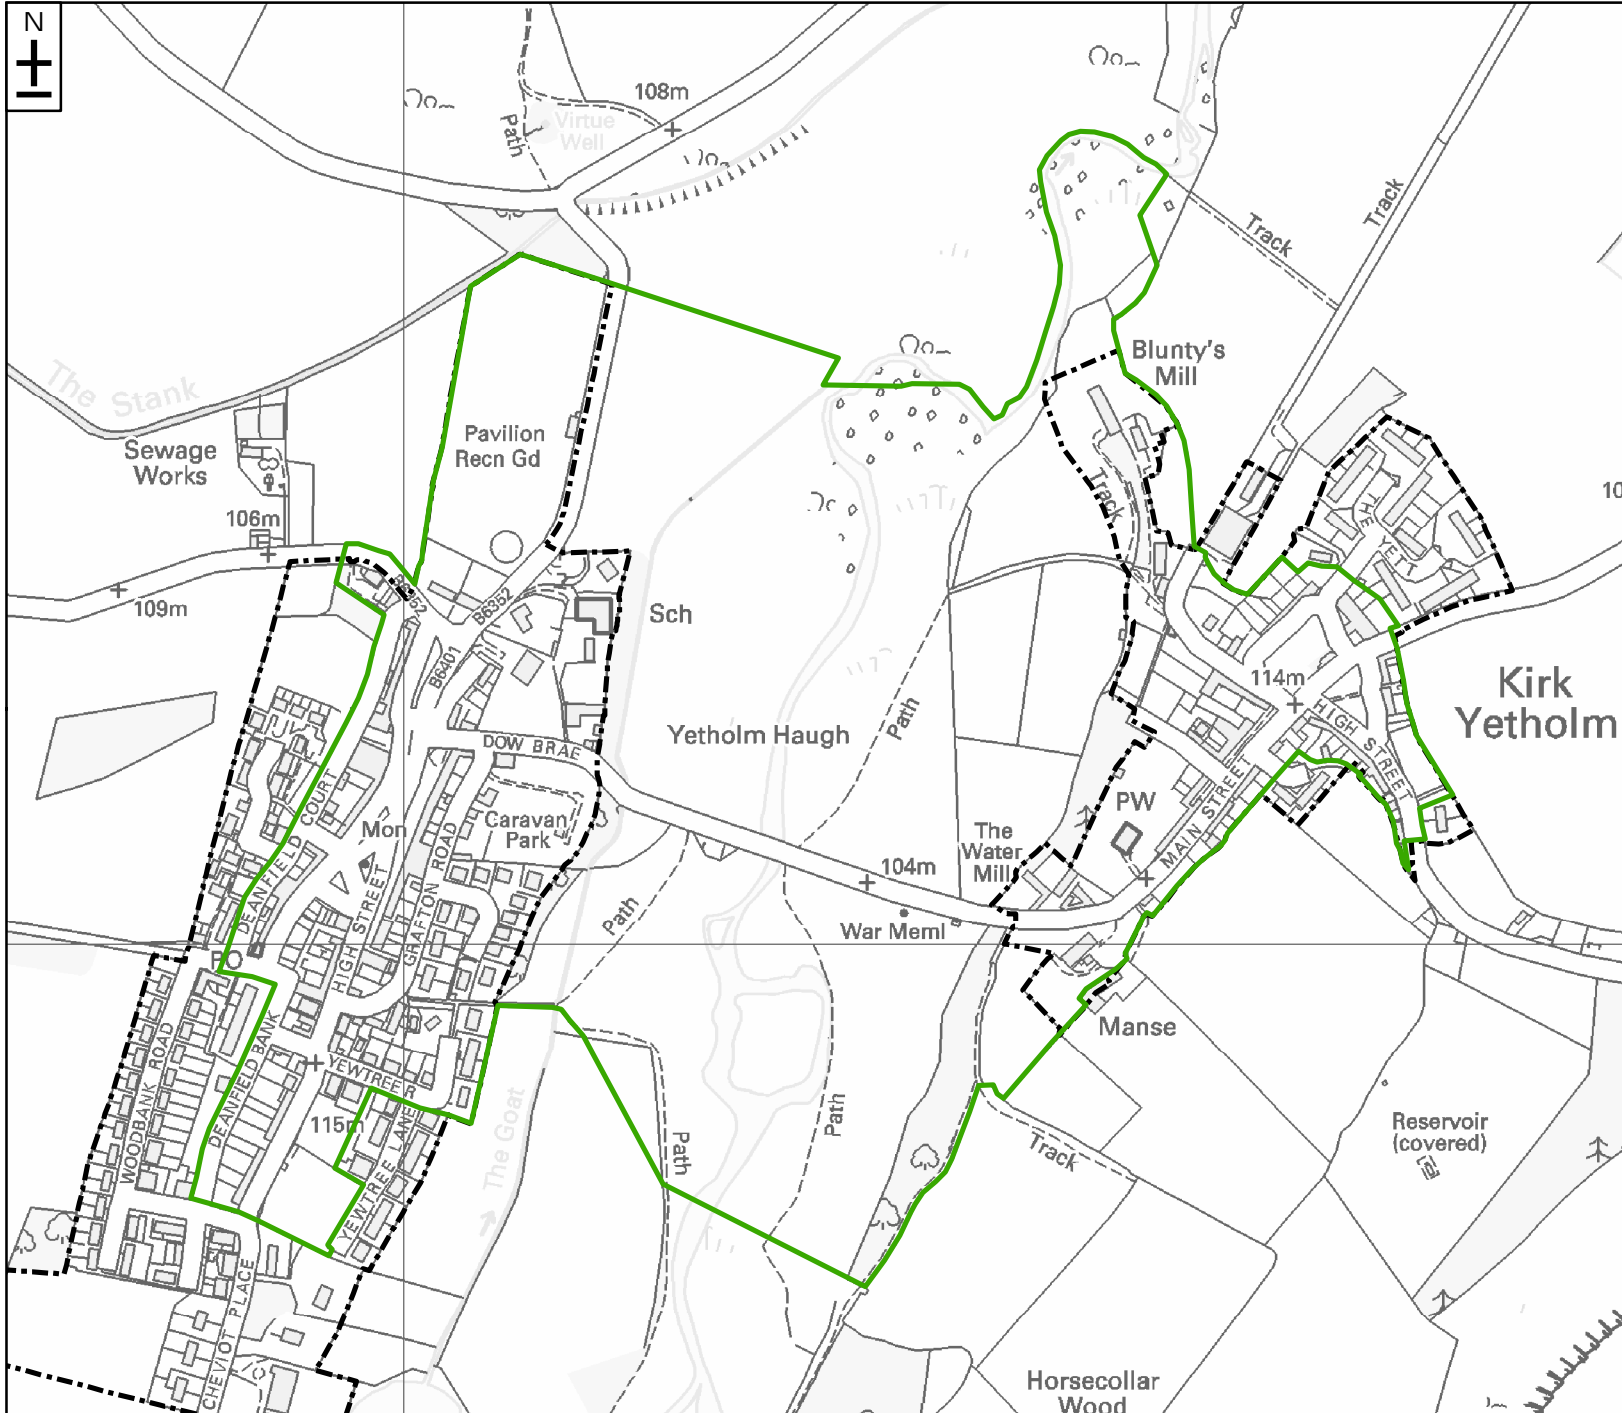 N
108m
Path
Virtue
Well
Track
Track
The Stank
Blunty's
Mill
Pavilion
Recn Gd
Sewage
Works
106m
Track
THE YETT
10
B6352
B6352
109m
Sch
B6401
114m
Kirk
Yetholm
HIGH STREET
Yetholm Haugh
Path
DOW BRAE
DEANFIELD COURT
Mon
Caravan
Park
PW
MAIN STREET
The
Water
Mill
104m
GRAFTON ROAD
HIGH STREET
Path
War Meml
PO
Manse
WOODBANK ROAD
DEANFIELD BANK
YEWTREE R
115m
YEWTREE LANE
The Goat
Path
Path
Track
Reservoir
(covered)
CHEVIOT PLACE
Horsecollar
Wood